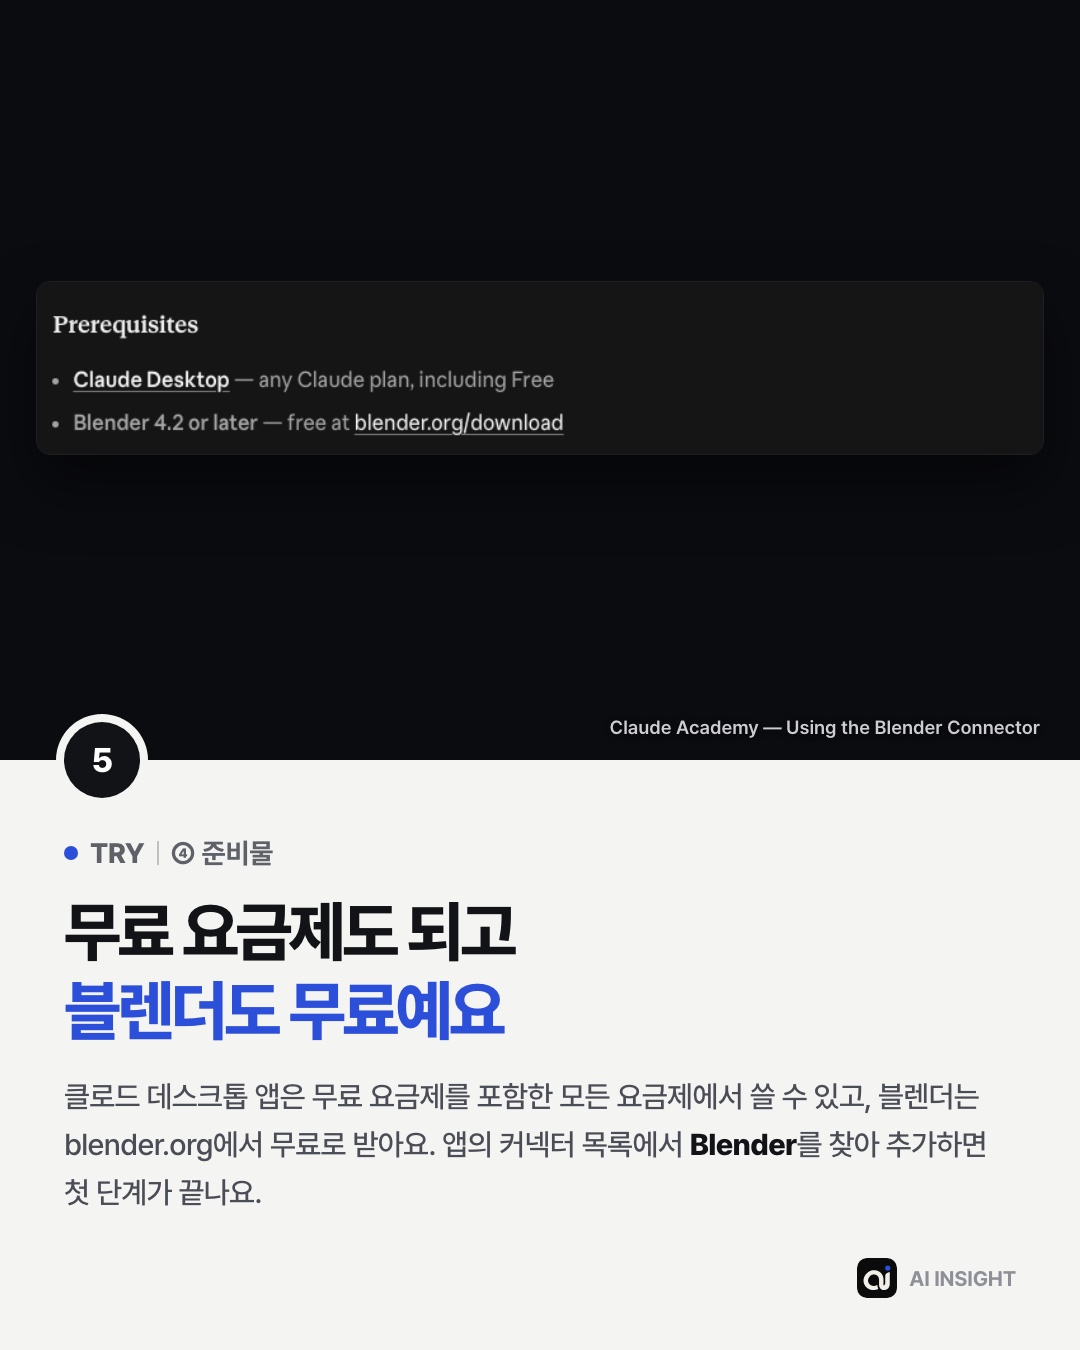 Prerequisites
• Claude Desktop — any Claude plan, including Free
• Blender 4.2 or later — free at blender.org/download
Claude Academy — Using the Blender Connector
5
TRY | ④ 준비물
무료 요금제도 되고
블렌더도 무료예요
클로드 데스크톱 앱은 무료 요금제를 포함한 모든 요금제에서 쓸 수 있고, 블렌더는
blender.org에서 무료로 받아요. 앱의 커넥터 목록에서 Blender를 찾아 추가하면
첫 단계가 끝나요.
ai AI INSIGHT